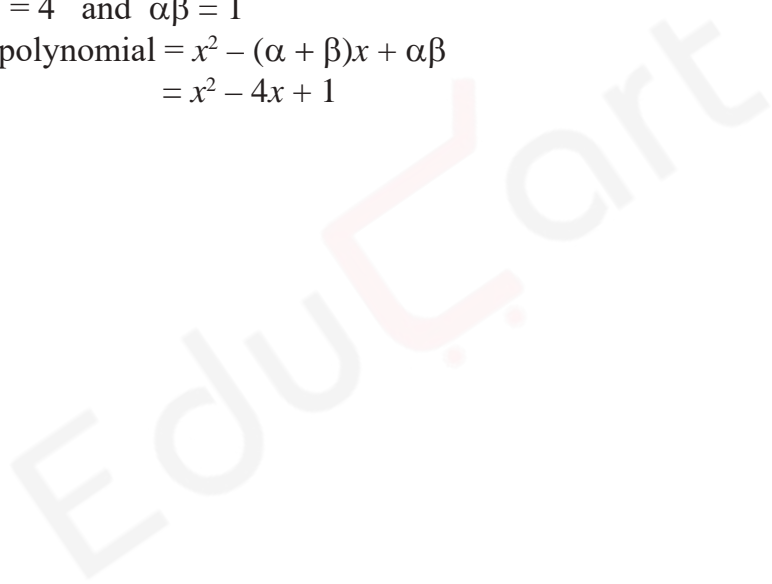 = 4 and αβ = 1
polynomial = x² – (α + β)x + αβ
= x² – 4x + 1
Educart